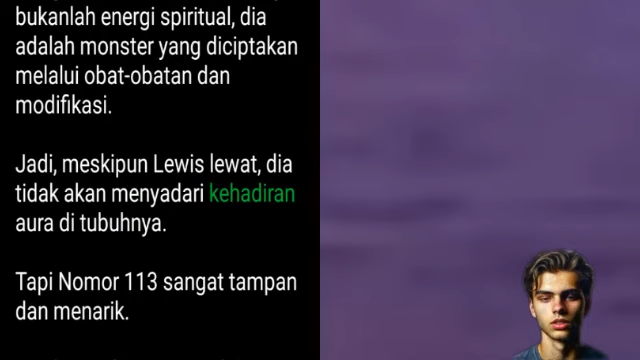 bukanlah energi spiritual, dia
adalah monster yang diciptakan
melalui obat-obatan dan
modifikasi.
Jadi, meskipun Lewis lewat, dia
tidak akan menyadari kehadiran
aura di tubuhnya.
Tapi Nomor 113 sangat tampan
dan menarik.